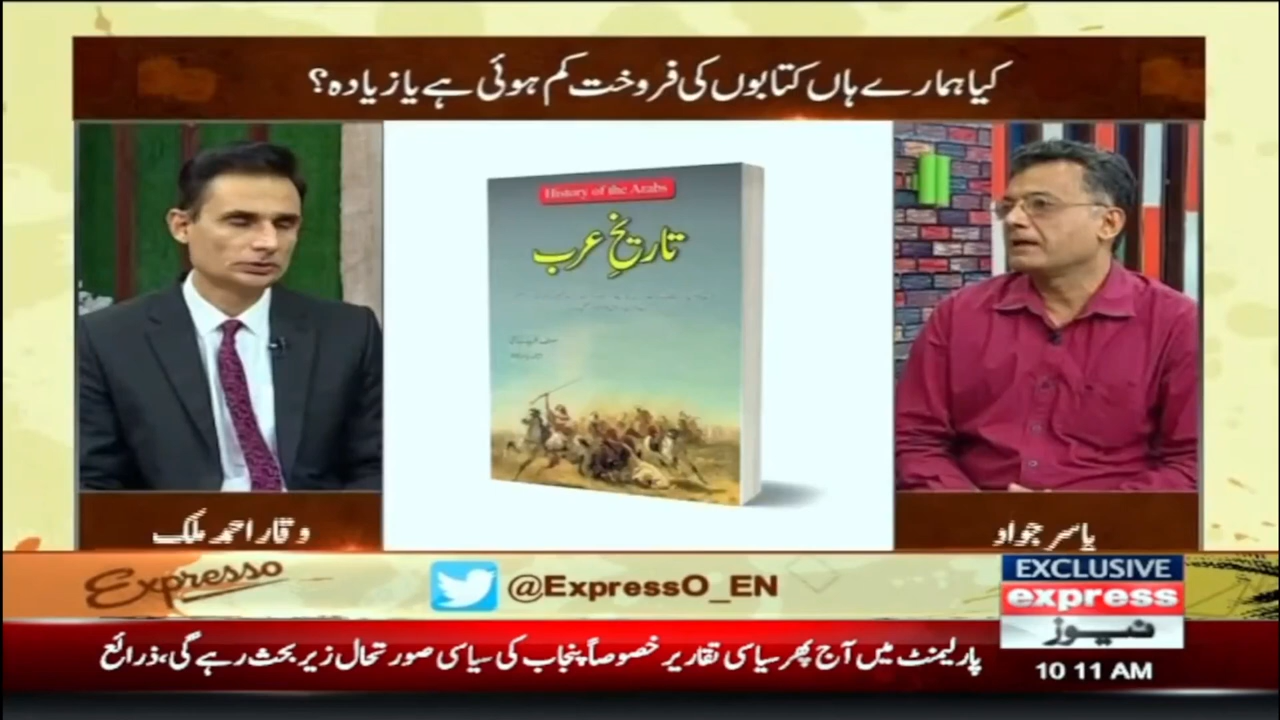 کیا ہمارے ہاں کتابوں کی فروخت کم ہوئی ہے یا زیادہ؟
History of the Arabs
تاریخِ عرب
وقار احمد ملک
یاسر جواد
Expresso
@ExpressO_EN
EXCLUSIVE
express
نیوز
پارلیمنٹ میں آج پھر سیاسی تقاریر خصوصاً پنجاب کی سیاسی صورتحال زیر بحث رہے گی، ذرائع
10 11 AM